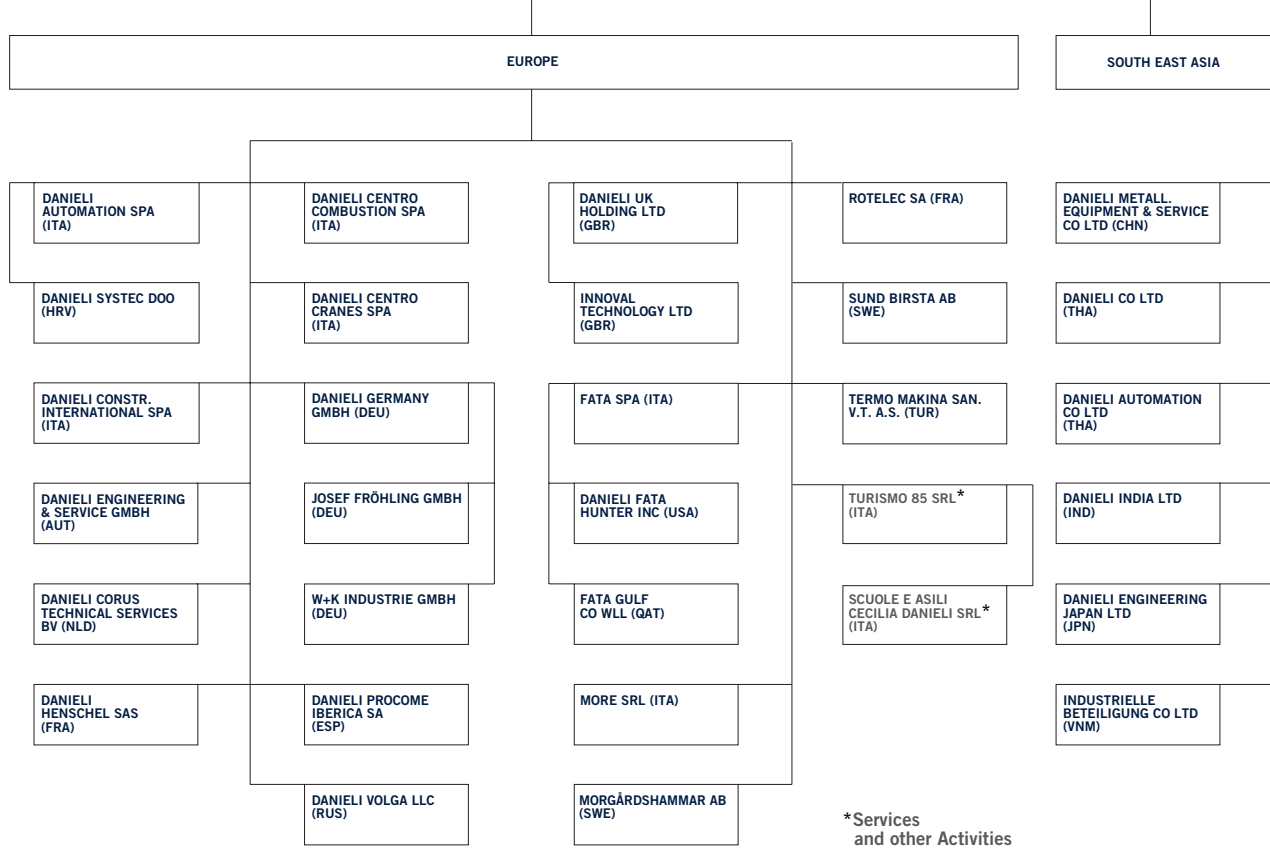 EUROPE
SOUTH EAST ASIA
DANIELI
AUTOMATION SPA
(ITA)
DANIELI SYSTEC DOO
(HRV)
DANIELI CONSTR.
INTERNATIONAL SPA
(ITA)
DANIELI ENGINEERING
& SERVICE GMBH
(AUT)
DANIELI CORUS
TECHNICAL SERVICES
BV (NLD)
DANIELI
HENSCHEL SAS
(FRA)
DANIELI CENTRO
COMBUSTION SPA
(ITA)
DANIELI CENTRO
CRANES SPA
(ITA)
DANIELI GERMANY
GMBH (DEU)
JOSEF FRÖHLING GMBH
(DEU)
W+K INDUSTRIE GMBH
(DEU)
DANIELI PROCOME
IBERICA SA
(ESP)
DANIELI VOLGA LLC
(RUS)
DANIELI UK
HOLDING LTD
(GBR)
INNOVAL
TECHNOLOGY LTD
(GBR)
FATA SPA (ITA)
DANIELI FATA
HUNTER INC (USA)
FATA GULF
CO WLL (QAT)
MORE SRL (ITA)
MORGÅRDSHAMMAR AB
(SWE)
ROTELEC SA (FRA)
SUND BIRSTA AB
(SWE)
TERMO MAKINA SAN.
V.T. A.S. (TUR)
TURISMO 85 SRL*
(ITA)
SCUOLE E ASILI
CECILIA DANIELI SRL*
(ITA)
*Services
and other Activities
DANIELI METALL.
EQUIPMENT & SERVICE
CO LTD (CHN)
DANIELI CO LTD
(THA)
DANIELI AUTOMATION
CO LTD
(THA)
DANIELI INDIA LTD
(IND)
DANIELI ENGINEERING
JAPAN LTD
(JPN)
INDUSTRIELLE
BETEILIGUNG CO LTD
(VNM)